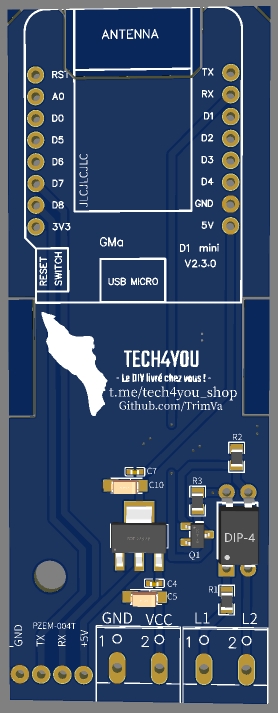 ANTENNA
RST
A0
D0
D5
D6
D7
D8
3V3
TX
RX
D1
D2
D3
D4
GND
5V
JLCJLCJLCJLC
GMa
D1 mini
V2.3.0
RESET
SWITCH
USB MICRO
TECH4YOU
- Le DIY livré chez vous ! -
t.me/tech4you_shop
Github.com/TrimVa
R2
C7
C10
R3
DIP-4
Q1
C4
C5
R1
PZEM-004T
GND
TX
RX
+5V
GND VCC
1 2
L1 L2
1 2